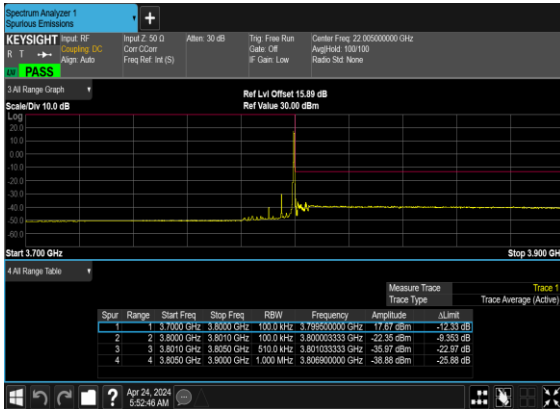 Spectrum Analyzer 1
Spurious Emissions
+
KEYSIGHT Input: RF Input Z: 50 Ω Atten: 30 dB Trig: Free Run Center Freq: 22.005000000 GHz
R T Coupling: DC Corr CCorr Gate: Off Avg|Hold: 100/100
Align: Auto Freq Ref: Int (S) IF Gain: Low Radio Std: None
LXI PASS
3 All Range Graph
Ref Lvl Offset 15.89 dB
Scale/Div 10.0 dB Ref Value 30.00 dBm
Log
20.0
10.0
0.00
-10.0
-20.0
-30.0
-40.0
-50.0
-60.0
Start 3.700 GHz Stop 3.900 GH
4 All Range Table
Measure Trace Trace 1
Trace Type Trace Average (Active)
Spur Range Start Freq Stop Freq RBW Frequency Amplitude ΔLimit
1 1 3.7000 GHz 3.8000 GHz 100.0 kHz 3.799500000 GHz 17.67 dBm -12.33 dB
2 2 3.8000 GHz 3.8010 GHz 100.0 kHz 3.800003333 GHz -22.35 dBm -9.353 dB
3 3 3.8010 GHz 3.8050 GHz 510.0 kHz 3.801033333 GHz -35.97 dBm -22.97 dB
4 4 3.8050 GHz 3.9000 GHz 1.000 MHz 3.806900000 GHz -38.88 dBm -25.88 dB
? Apr 24, 2024
5:52:46 AM